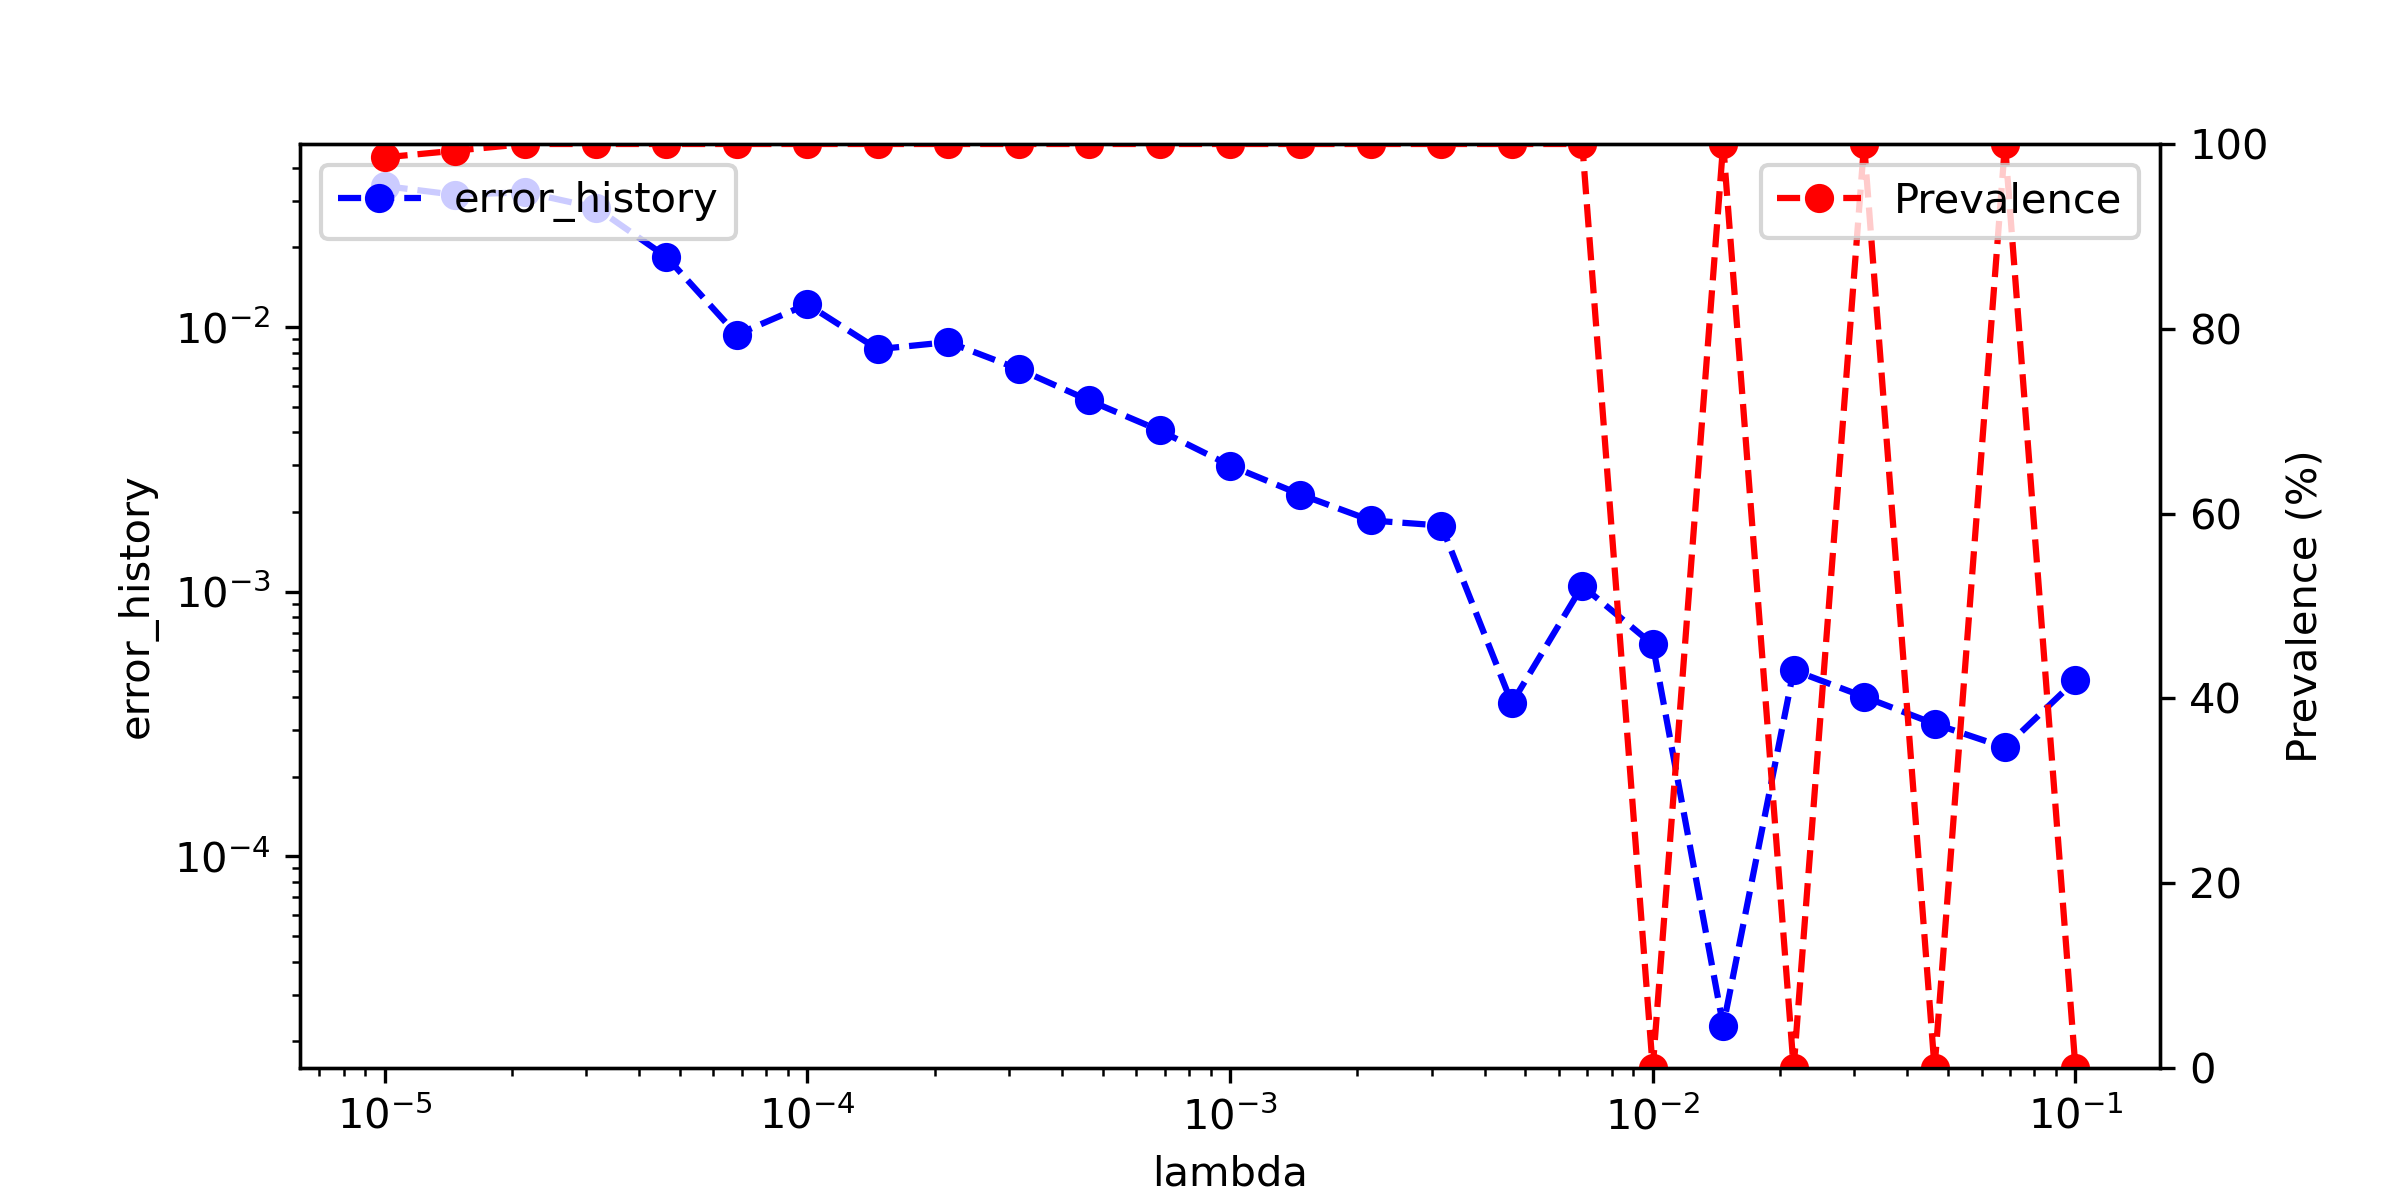 error_history
Prevalence
10⁻²
10⁻³
10⁻⁴
error_history
100
80
60
40
20
0
Prevalence (%)
10⁻⁵
10⁻⁴
10⁻³
10⁻²
10⁻¹
lambda